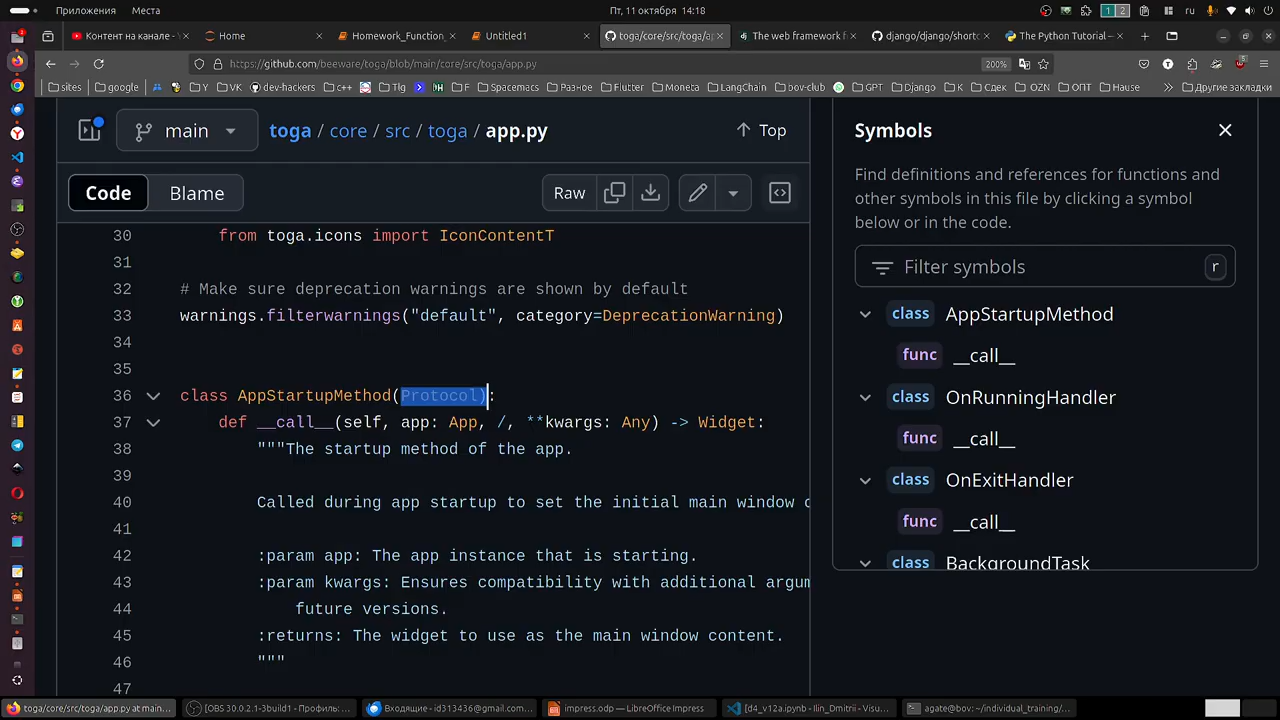 Приложения Места Пт, 11 октября 14:18 1 2 ru
Контент на канале - V Home Homework_Function_ Untitled1 toga/core/src/toga/ap The web framework f django/django/shortc The Python Tutorial —
https://github.com/beeware/toga/blob/main/core/src/toga/app.py 200%
sites google Y VK dev-hackers c++ Tlg H F Spacemacs Разное Flutter Moneta LangChain bov-club GPT Django K Сдек OZN ОПТ Hause Другие закладки
main toga / core / src / toga / app.py Top
Code Blame Raw
30 from toga.icons import IconContentT
31
32 # Make sure deprecation warnings are shown by default
33 warnings.filterwarnings("default", category=DeprecationWarning)
34
35
36 class AppStartupMethod(Protocol):
37 def __call__(self, app: App, /, **kwargs: Any) -> Widget:
38 """The startup method of the app.
39
40 Called during app startup to set the initial main window c
41
42 :param app: The app instance that is starting.
43 :param kwargs: Ensures compatibility with additional argum
44 future versions.
45 :returns: The widget to use as the main window content.
46 """
47
Symbols
Find definitions and references for functions and
other symbols in this file by clicking a symbol
below or in the code.
Filter symbols r
class AppStartupMethod
func __call__
class OnRunningHandler
func __call__
class OnExitHandler
func __call__
class BackgroundTask
toga/core/src/toga/app.py at main... [OBS 30.0.2.1-3build1 - Профиль: ... Входящие - id313436@gmail.com... impress.odp — LibreOffice Impress [d4_v12a.ipynb - Ilin_Dmitrii - Visu... agate@bov: ~/individual_training/...